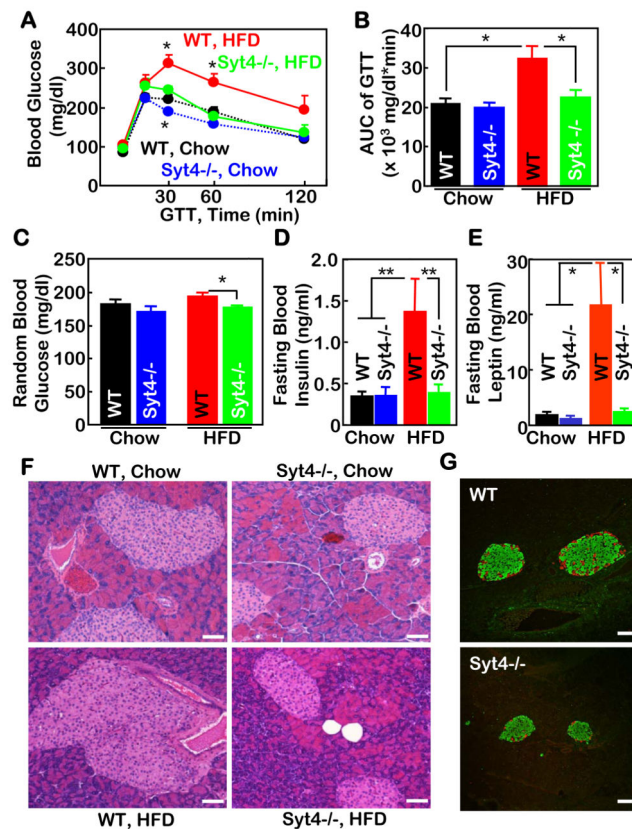 A
Blood Glucose
(mg/dl)
400
300
200
100
0
*
WT, HFD
*
Syt4-/-, HFD
*
WT, Chow
Syt4-/-, Chow
30
60
120
GTT, Time (min)
B
AUC of GTT
(x 10³ mg/dl*min)
40
30
20
10
0
*
*
WT
Syt4-/-
WT
Syt4 -/-
Chow
HFD
C
Random Blood
Glucose (mg/dl)
250
200
150
100
0
*
WT
Syt4-/-
WT
Syt4-/-
Chow
HFD
D
Fasting Blood
Insulin (ng/ml)
2.0
1.5
1.0
0.5
0
**
**
WT
Syt4-/-
WT
Syt4-/-
Chow
HFD
E
Fasting Blood
Leptin (ng/ml)
30
20
10
0
*
*
WT
Syt4-/-
WT
Syt4-/-
Chow
HFD
F
WT, Chow
Syt4-/-, Chow
WT, HFD
Syt4-/-, HFD
G
WT
Syt4-/-